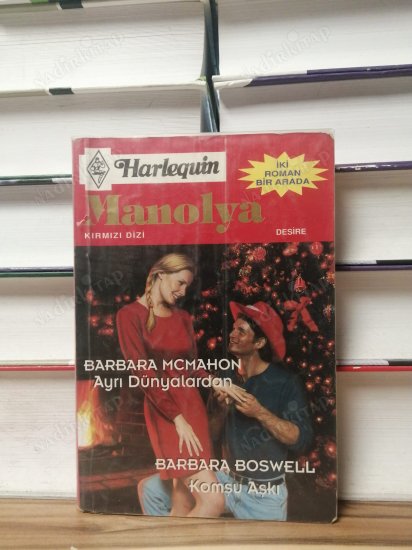 Harlequin
İKİ
ROMAN
BİR ARADA
Manolya
KIRMIZI DİZİ
DESIRE
BARBARA MCMAHON
Ayrı Dünyalardan
BARBARA BOSWELL
Komşu Aşkı